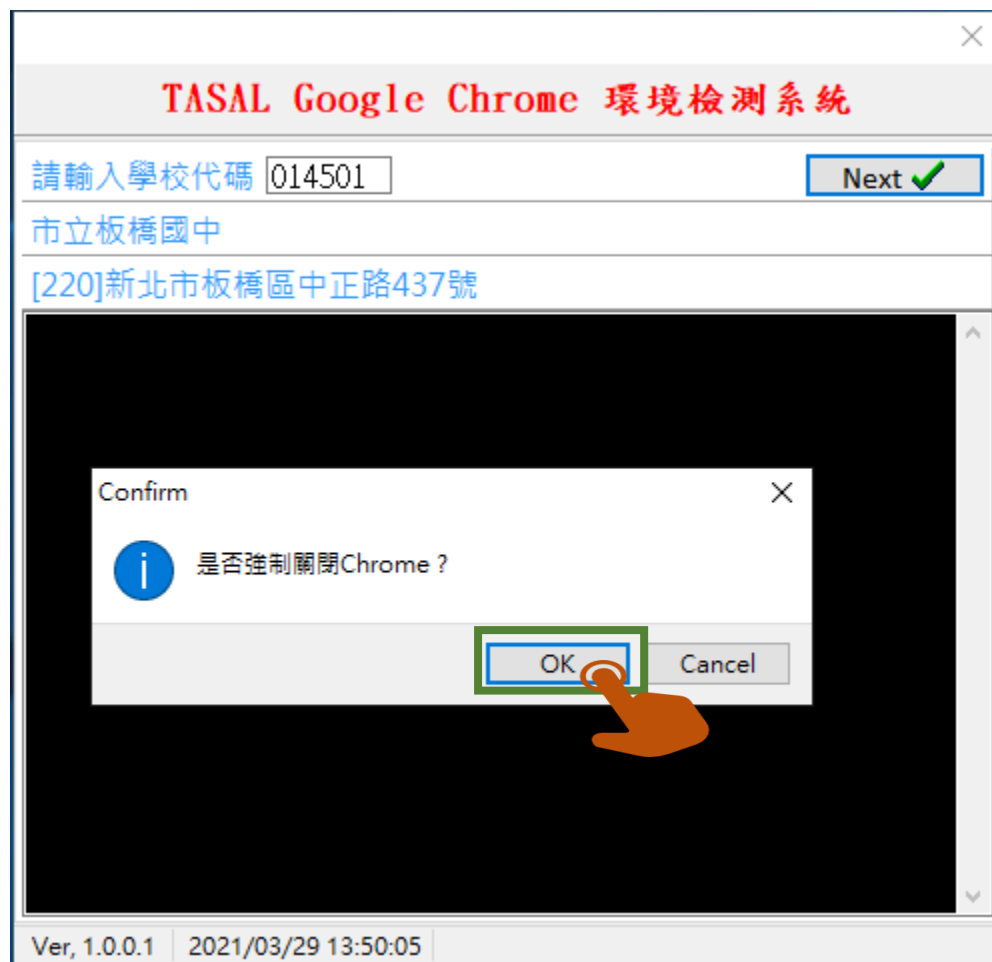 TASAL Google Chrome 環境檢測系統
請輸入學校代碼 014501 Next
市立板橋國中
[220]新北市板橋區中正路437號
Confirm
是否強制關閉Chrome？
OK Cancel
Ver, 1.0.0.1 2021/03/29 13:50:05